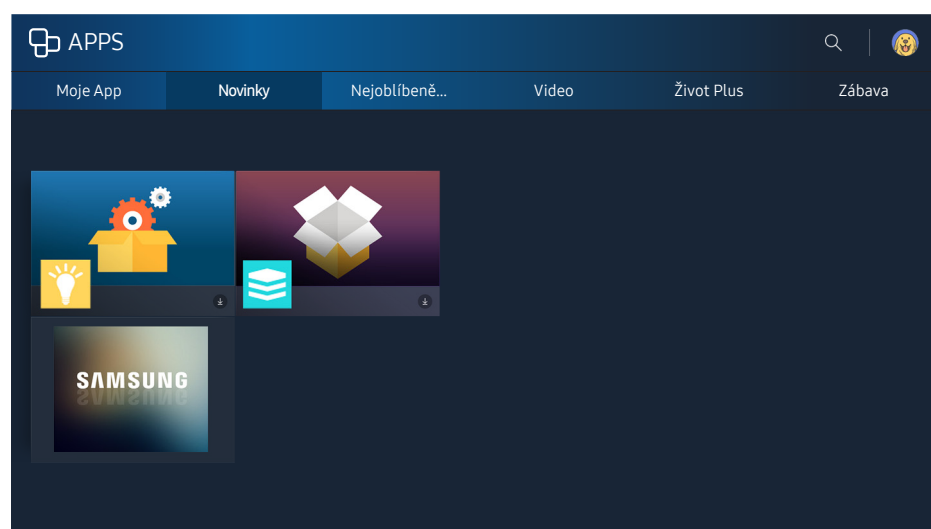 APPS
Moje App
Novinky
Nejoblíbeně...
Video
Život Plus
Zábava
SAMSUNG